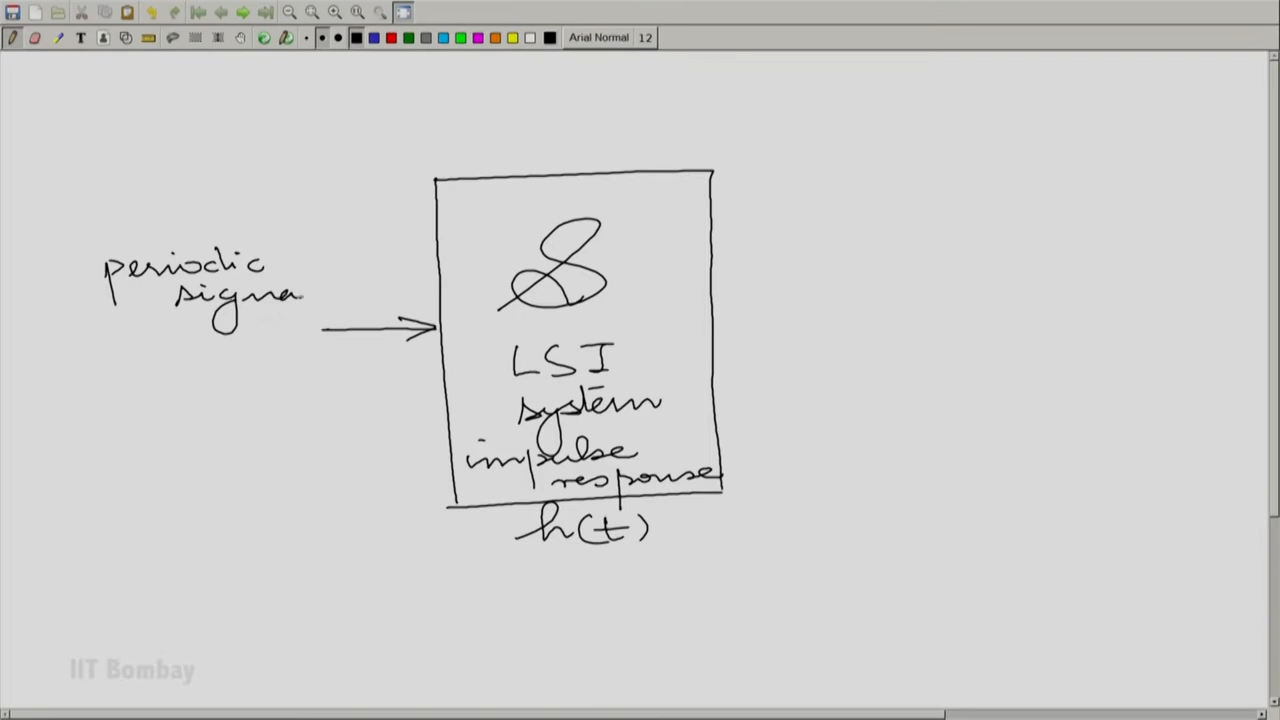 Arial Normal 12
periodic
signa
S
LSI
system
impulse
response
h(t)
IIT Bombay